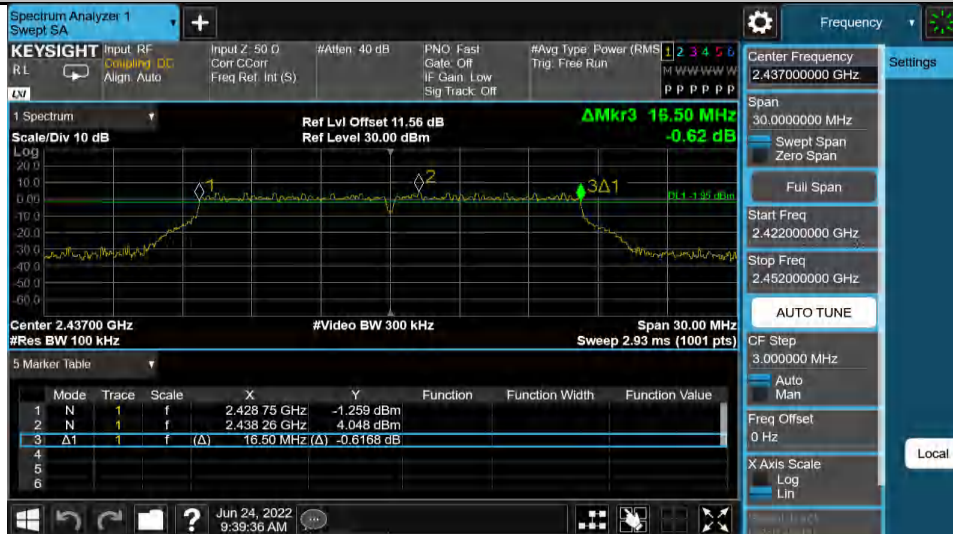 Spectrum Analyzer 1
Swept SA
+
Frequency
KEYSIGHT
RL
LXI
Input: RF
Coupling: DC
Align: Auto
Input Z: 50 Ω
Corr CCorr
Freq Ref: Int (S)
#Atten: 40 dB
PNO: Fast
Gate: Off
IF Gain: Low
Sig Track: Off
#Avg Type: Power (RMS
Trig: Free Run
1 2 3 4 5 6
M W W W W W
P P P P P P
1 Spectrum
Scale/Div 10 dB
Ref Lvl Offset 11.56 dB
Ref Level 30.00 dBm
ΔMkr3 16.50 MHz
-0.62 dB
Log
20.0
10.0
0.00
-10.0
-20.0
-30.0
-40.0
-50.0
-60.0
1
2
3Δ1
DL1 -1.95 dBm
Center 2.43700 GHz
#Res BW 100 kHz
#Video BW 300 kHz
Span 30.00 MHz
Sweep 2.93 ms (1001 pts)
5 Marker Table
Mode Trace Scale X Y Function Function Width Function Value
1 N 1 f 2.428 75 GHz -1.259 dBm
2 N 1 f 2.438 26 GHz 4.048 dBm
3 Δ1 1 f (Δ) 16.50 MHz (Δ) -0.6168 dB
4
5
6
?
Jun 24, 2022
9:39:36 AM
Center Frequency
2.437000000 GHz
Span
30.0000000 MHz
Swept Span
Zero Span
Full Span
Start Freq
2.422000000 GHz
Stop Freq
2.452000000 GHz
AUTO TUNE
CF Step
3.000000 MHz
Auto
Man
Freq Offset
0 Hz
X Axis Scale
Log
Lin
Settings
Local